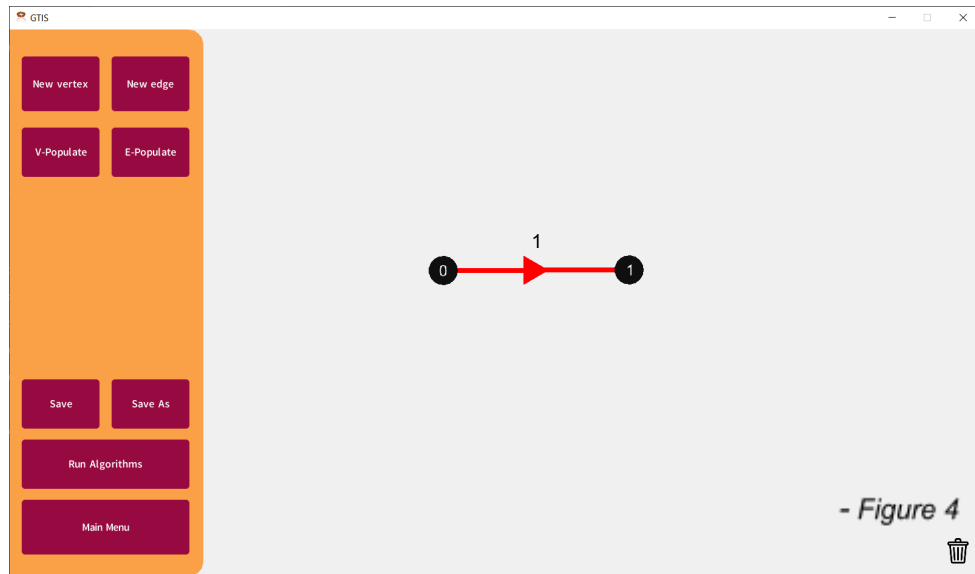 GTIS
New vertex New edge
V-Populate E-Populate
1
0 1
Save Save As
Run Algorithms
Main Menu
- Figure 4